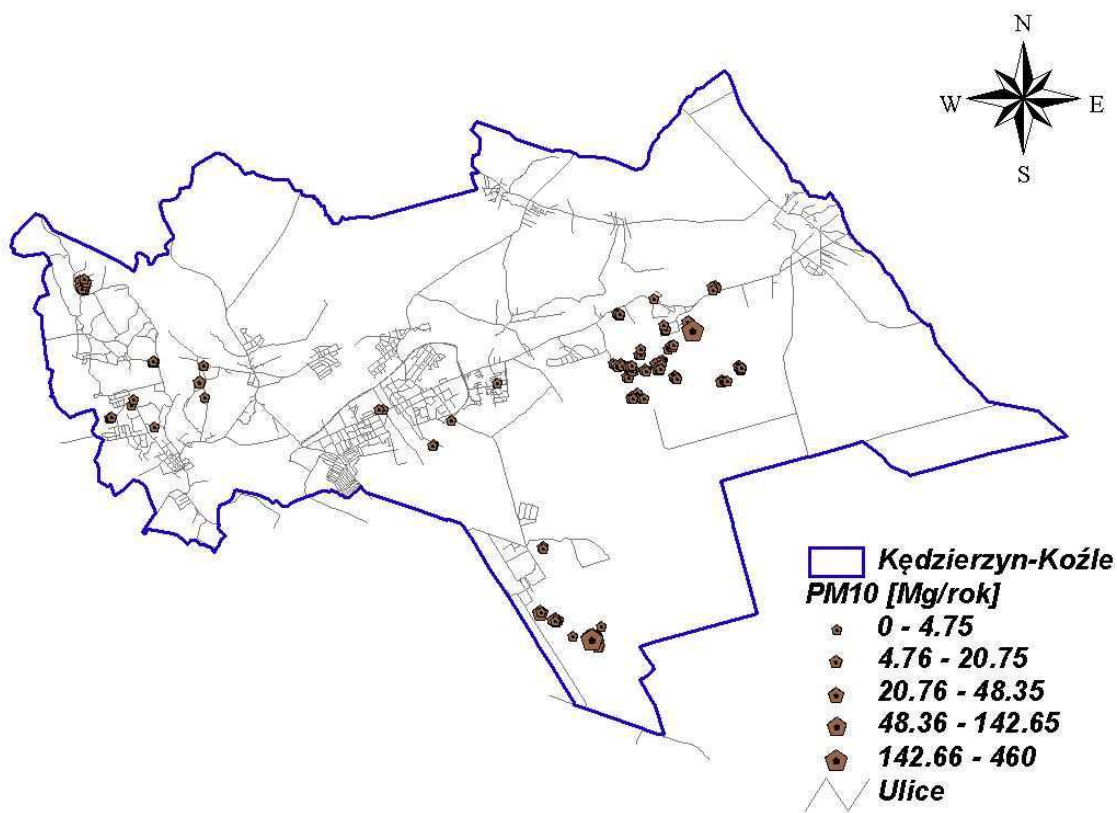 N
W E
S
Kędzierzyn-Koźle
PM10 [Mg/rok]
0 - 4.75
4.76 - 20.75
20.76 - 48.35
48.36 - 142.65
142.66 - 460
Ulice